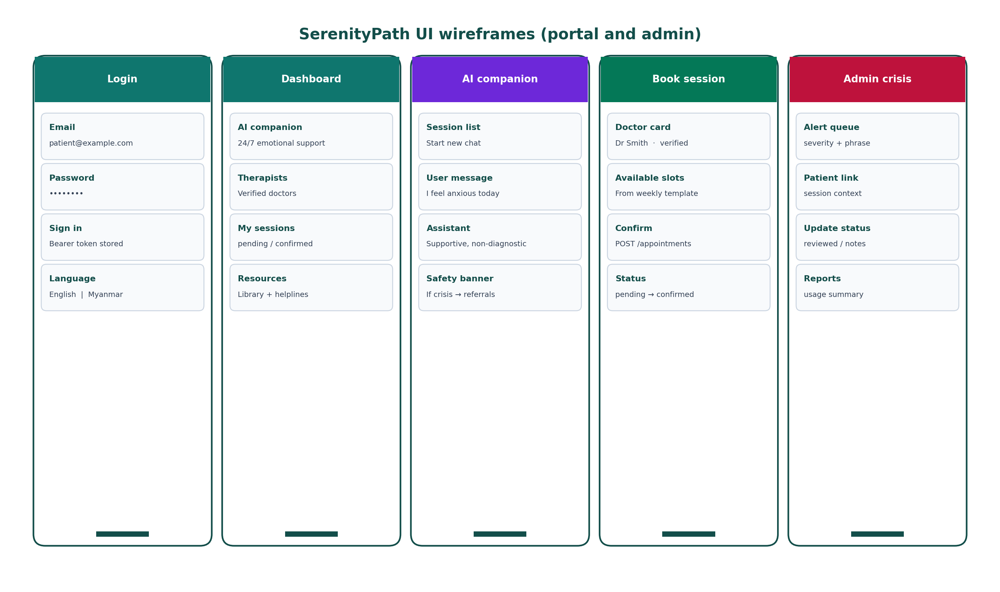 SerenityPath UI wireframes (portal and admin)
Login
Email
patient@example.com
Password
••••••••
Sign in
Bearer token stored
Language
English | Myanmar
Dashboard
AI companion
24/7 emotional support
Therapists
Verified doctors
My sessions
pending / confirmed
Resources
Library + helplines
AI companion
Session list
Start new chat
User message
I feel anxious today
Assistant
Supportive, non-diagnostic
Safety banner
If crisis → referrals
Book session
Doctor card
Dr Smith · verified
Available slots
From weekly template
Confirm
POST /appointments
Status
pending → confirmed
Admin crisis
Alert queue
severity + phrase
Patient link
session context
Update status
reviewed / notes
Reports
usage summary